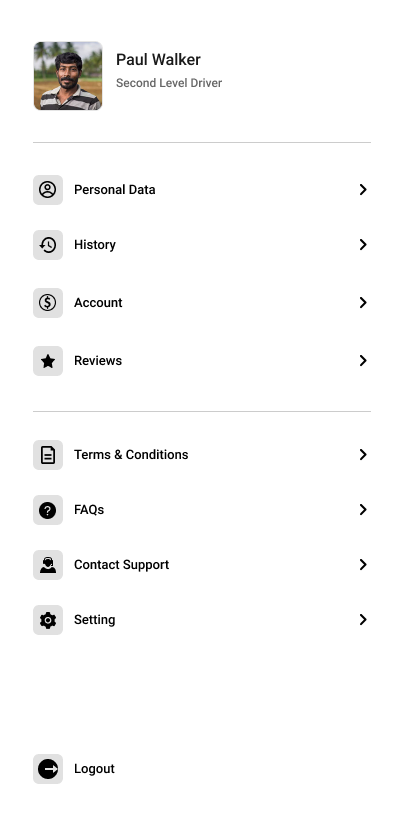 Paul Walker
Second Level Driver
Personal Data
History
Account
Reviews
Terms & Conditions
FAQs
Contact Support
Setting
Logout